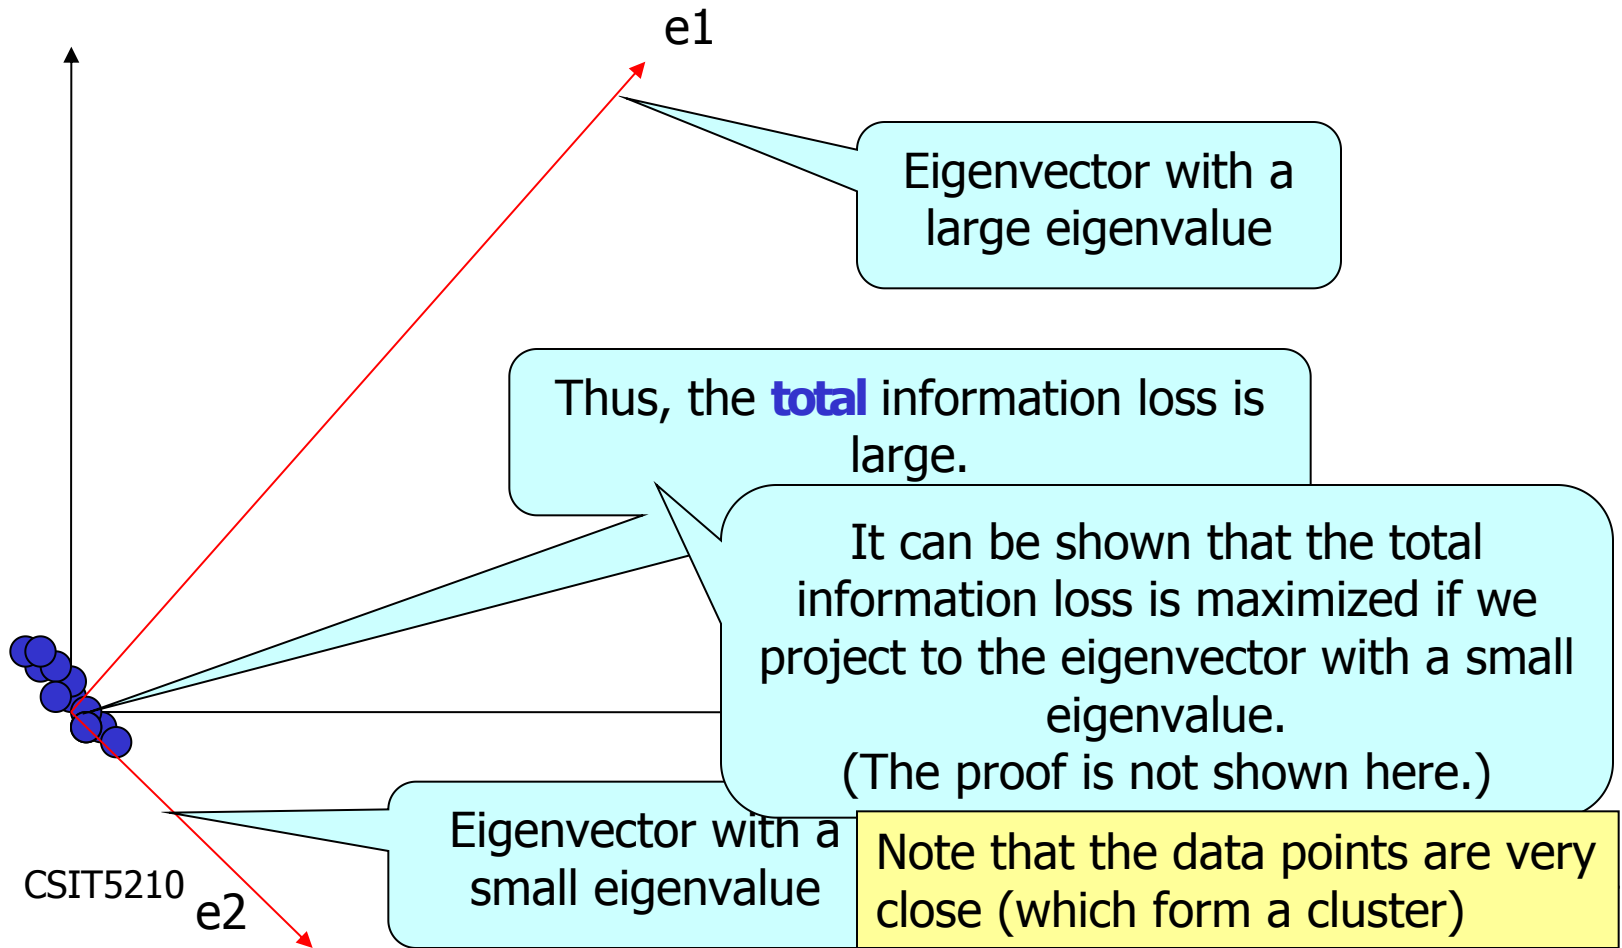 e1
Eigenvector with a
large eigenvalue
Thus, the total information loss is
large.
It can be shown that the total
information loss is maximized if we
project to the eigenvector with a small
eigenvalue.
(The proof is not shown here.)
Eigenvector with a
small eigenvalue
Note that the data points are very
close (which form a cluster)
CSIT5210
e2